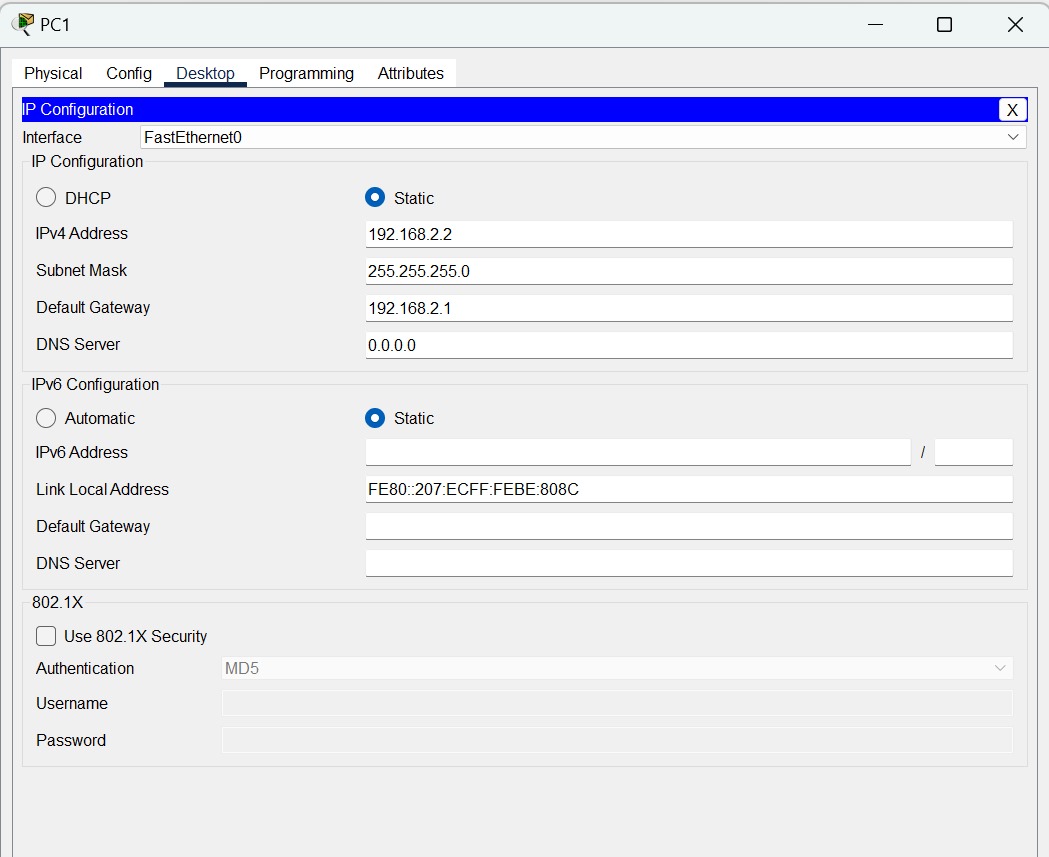 PC1
Physical Config Desktop Programming Attributes
IP Configuration X
Interface FastEthernet0
IP Configuration
DHCP Static
IPv4 Address 192.168.2.2
Subnet Mask 255.255.255.0
Default Gateway 192.168.2.1
DNS Server 0.0.0.0
IPv6 Configuration
Automatic Static
IPv6 Address /
Link Local Address FE80::207:ECFF:FEBE:808C
Default Gateway
DNS Server
802.1X
Use 802.1X Security
Authentication MD5
Username
Password